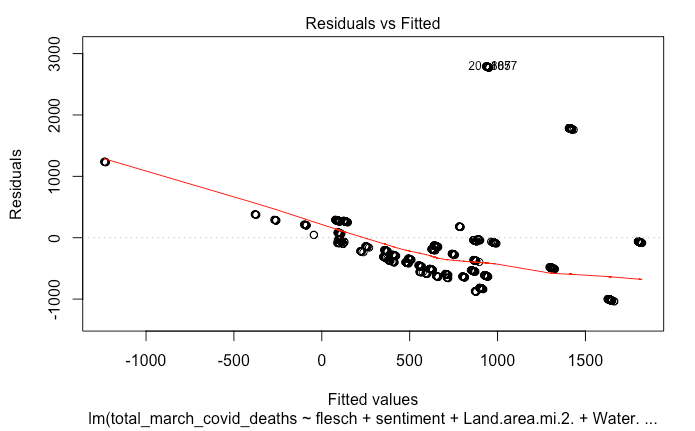 Residuals vs Fitted
3000
2000
1000
0
-1000
Residuals
-1000
-500
0
500
1000
1500
Fitted values
lm(total_march_covid_deaths ~ flesch + sentiment + Land.area.mi.2. + Water. ...